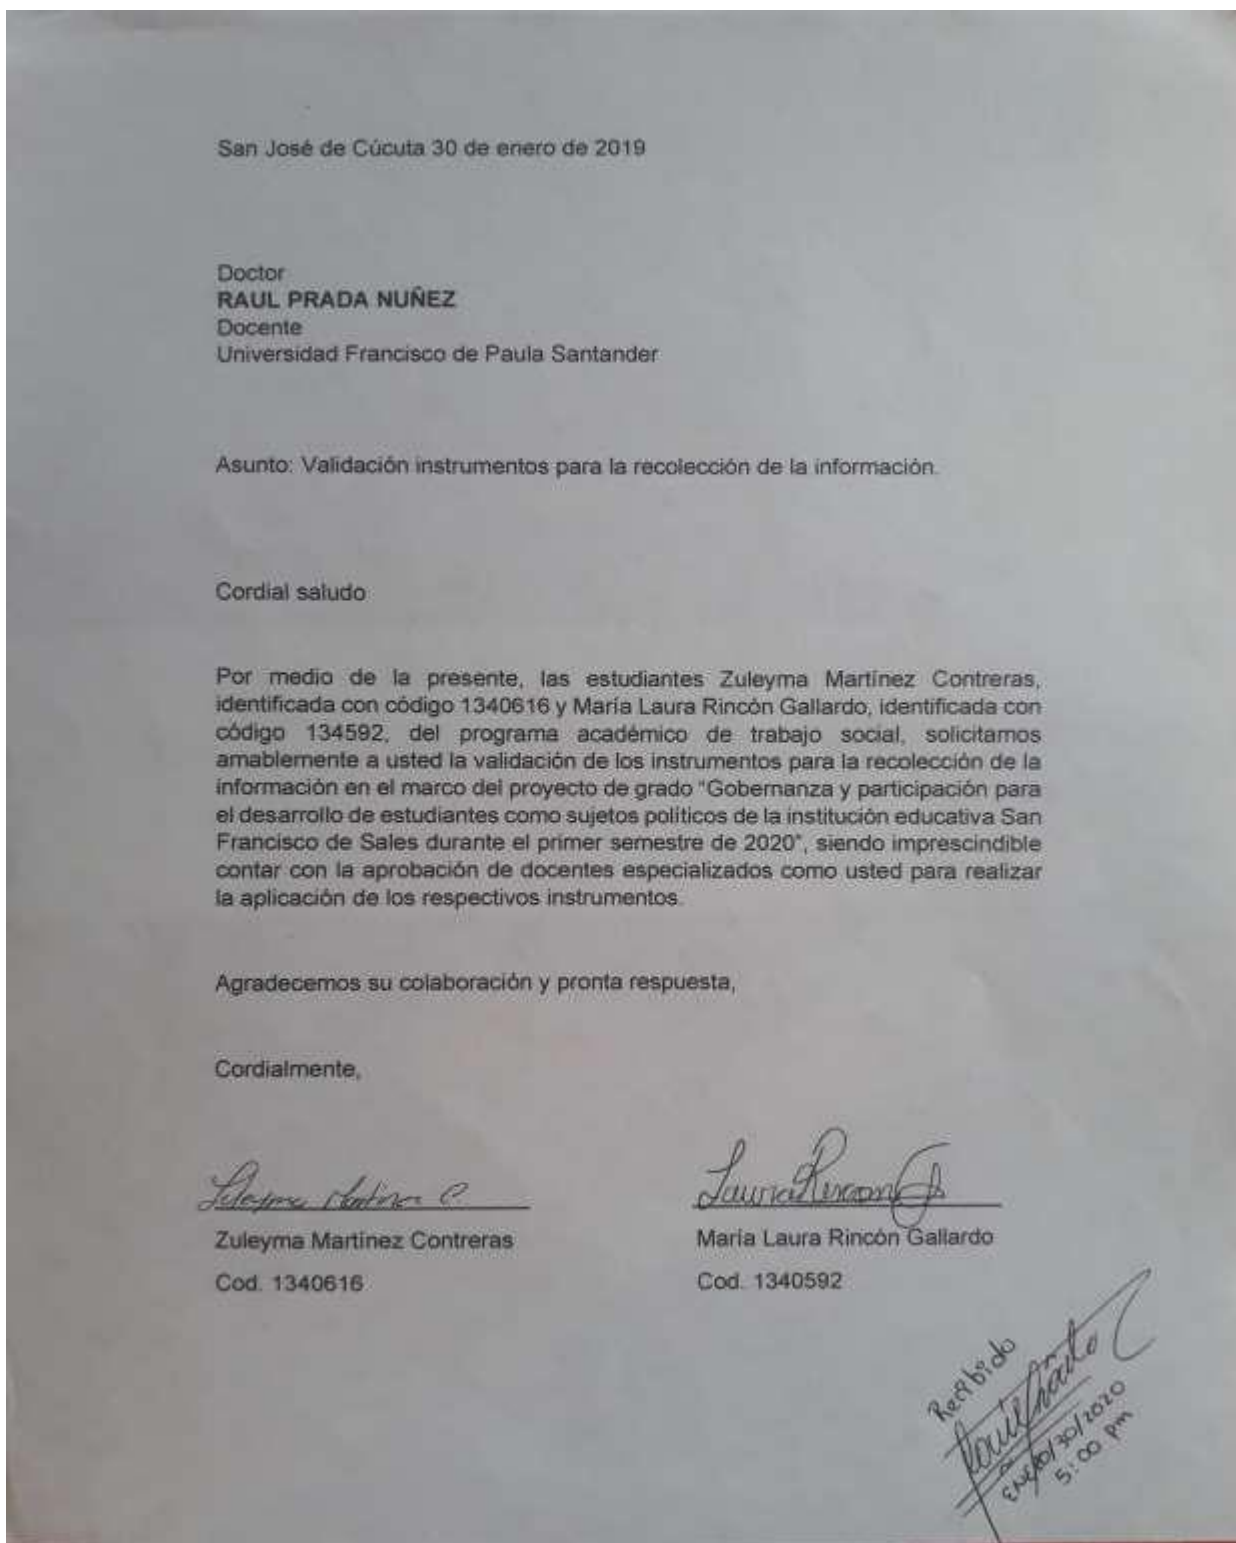 San José de Cúcuta 30 de enero de 2019
Doctor
RAUL PRADA NUÑEZ
Docente
Universidad Francisco de Paula Santander
Asunto: Validación instrumentos para la recolección de la información.
Cordial saludo
Por medio de la presente, las estudiantes Zuleyma Martínez Contreras,
identificada con código 1340616 y María Laura Rincón Gallardo, identificada con
código 134592, del programa académico de trabajo social, solicitamos
amablemente a usted la validación de los instrumentos para la recolección de la
información en el marco del proyecto de grado "Gobernanza y participación para
el desarrollo de estudiantes como sujetos políticos de la institución educativa San
Francisco de Sales durante el primer semestre de 2020", siendo imprescindible
contar con la aprobación de docentes especializados como usted para realizar
la aplicación de los respectivos instrumentos.
Agradecemos su colaboración y pronta respuesta,
Cordialmente,
Zuleyma Martinez C. Laura Rincon G
Zuleyma Martínez Contreras María Laura Rincón Gallardo
Cod. 1340616 Cod. 1340592
Recibido
Enero/30/2020
5:00 pm